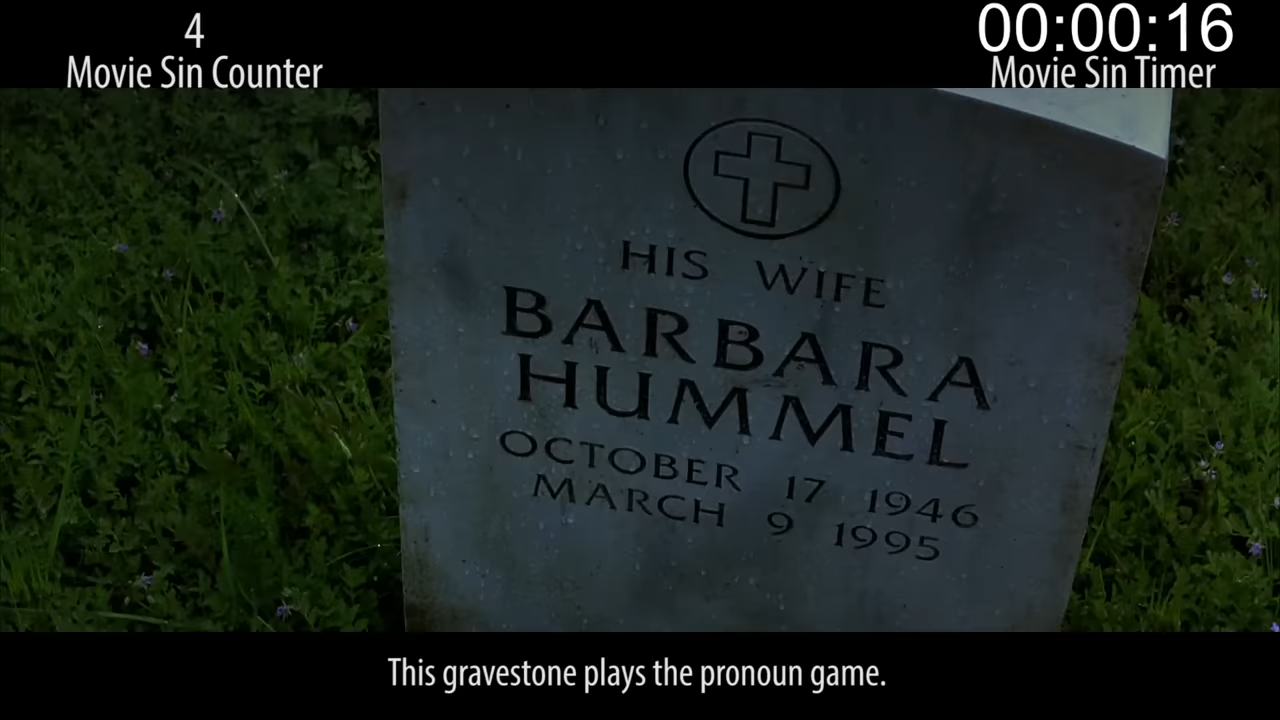 4
Movie Sin Counter
00:00:16
Movie Sin Timer
HIS WIFE
BARBARA
HUMMEL
OCTOBER 17 1946
MARCH 9 1995
This gravestone plays the pronoun game.